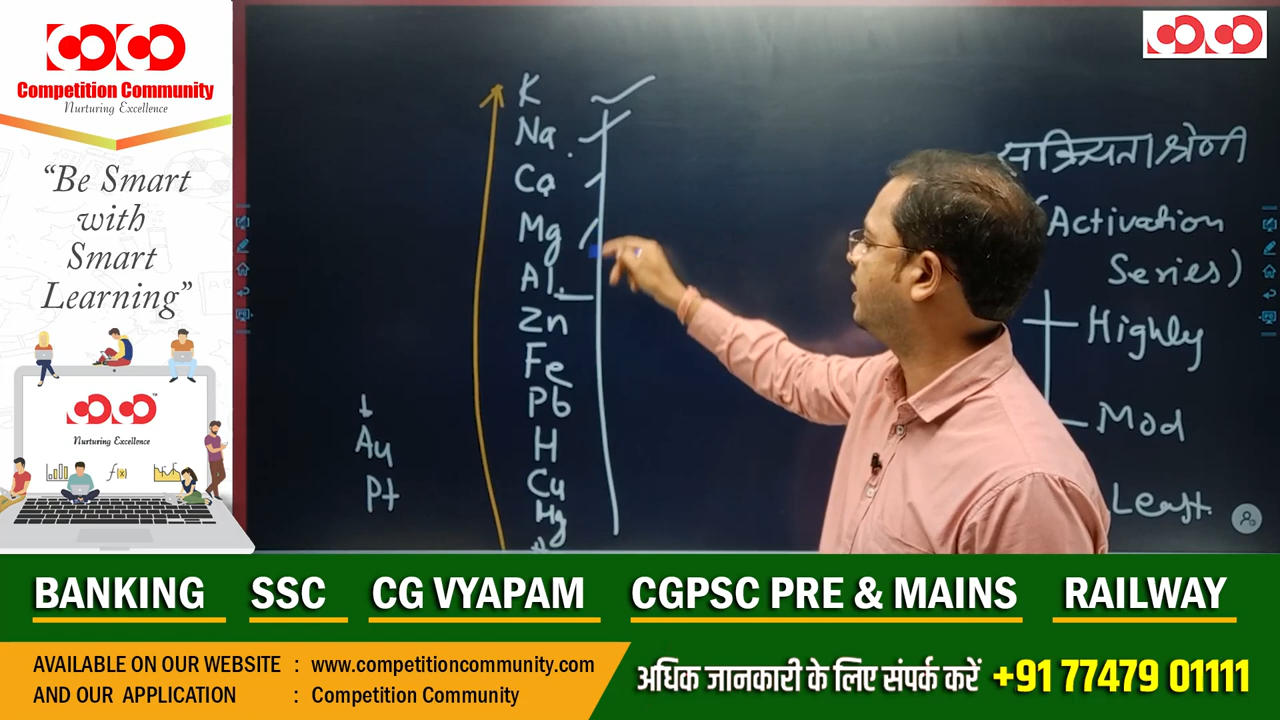 Competition Community
Nurturing Excellence
“Be Smart
with
Smart
Learning”
Nurturing Excellence
f(x)
K
Na
Ca
Mg
Al
Zn
Fe
Pb
H
Cu
Hg
Au
Pt
सक्रियता श्रेणी
(Activation
Series)
Highly
Mod
Least.
BANKING SSC CG VYAPAM CGPSC PRE & MAINS RAILWAY
AVAILABLE ON OUR WEBSITE : www.competitioncommunity.com
AND OUR APPLICATION : Competition Community
अधिक जानकारी के लिए संपर्क करें +91 77479 01111